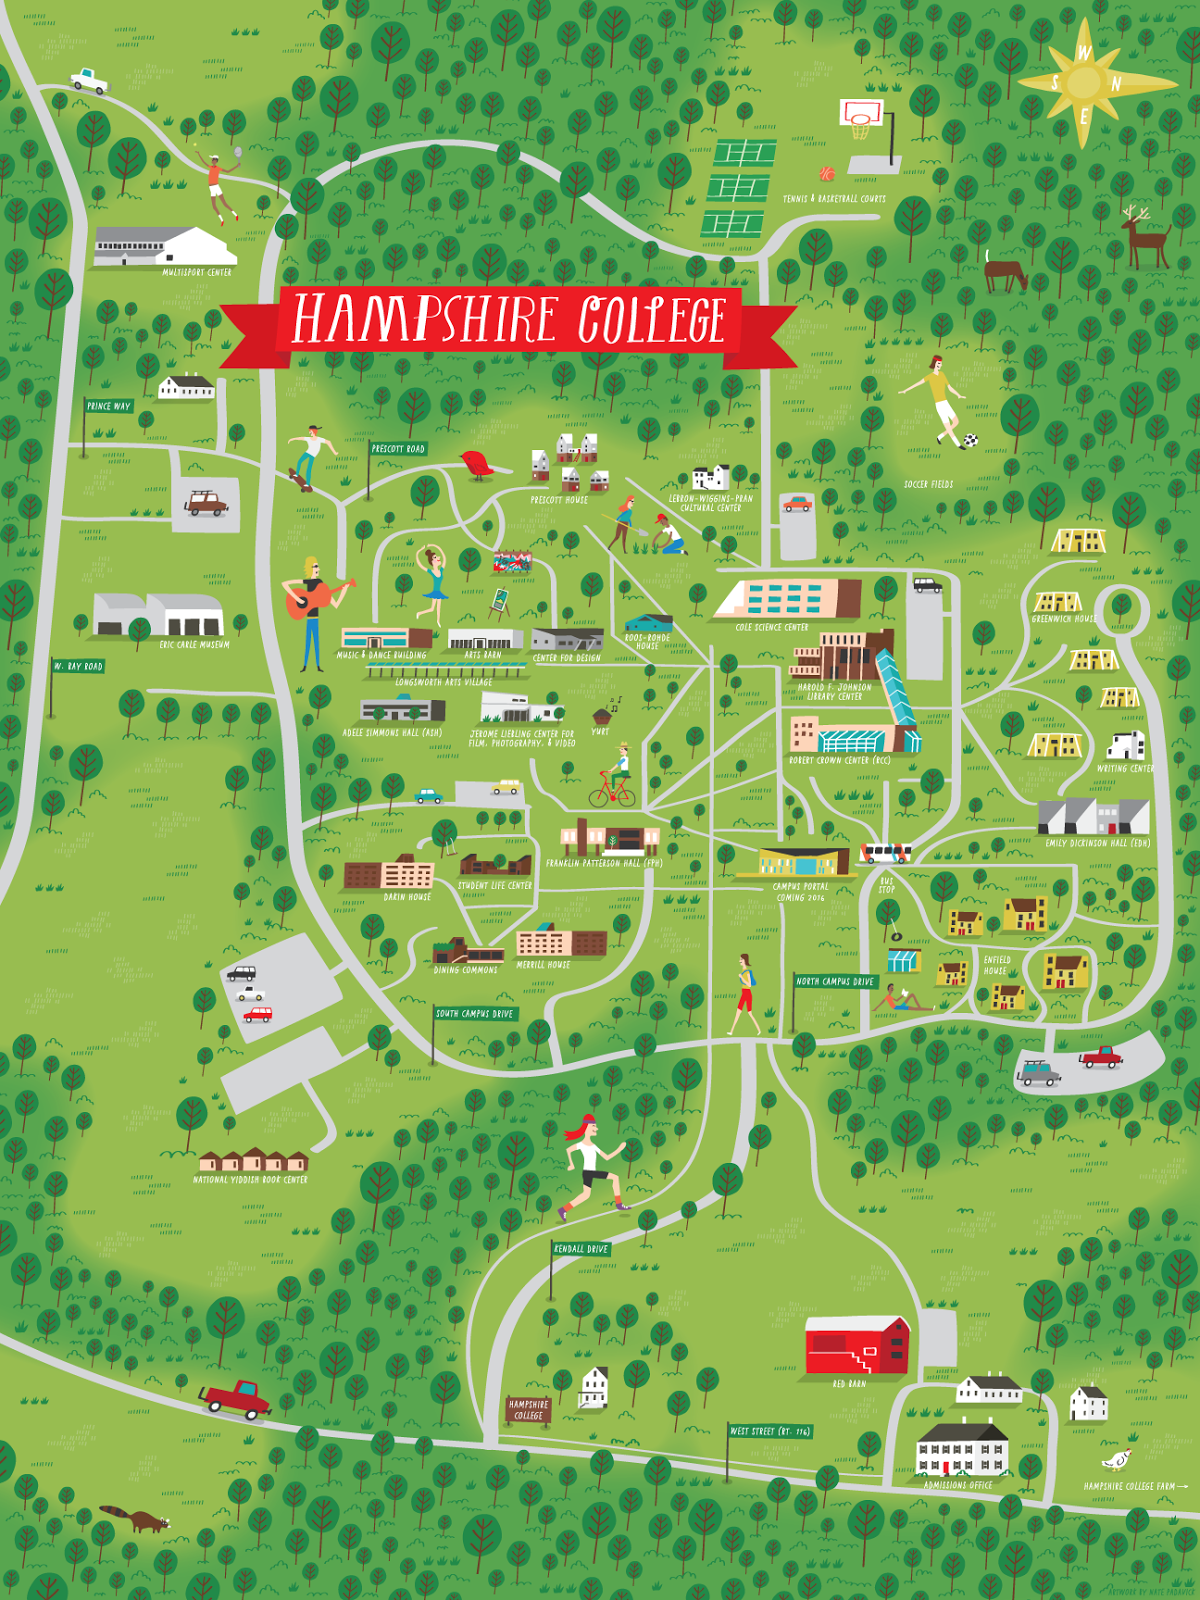 W
S
N
E
TENNIS & BASKETBALL COURTS
MULTISPORT CENTER
HAMPSHIRE COLLEGE
PRINCE WAY
PRESCOTT ROAD
PRESCOTT HOUSE
LEBRON-WIGGINS-PRAN
CULTURAL CENTER
SOCCER FIELDS
ERIC CARLE MUSEUM
W. BAY ROAD
MUSIC & DANCE BUILDING
ARTS BARN
CENTER FOR DESIGN
ROOS-ROHDE
HOUSE
COLE SCIENCE CENTER
GREENWICH HOUSE
LONGSWORTH ARTS VILLAGE
HAROLD F. JOHNSON
LIBRARY CENTER
ADELE SIMMONS HALL (ASH)
JEROME LIEBLING CENTER FOR
FILM, PHOTOGRAPHY, & VIDEO
YURT
ROBERT CROWN CENTER (RCC)
WRITING CENTER
EMILY DICKINSON HALL (EDH)
FRANKLIN PATTERSON HALL (FPH)
DAKIN HOUSE
STUDENT LIFE CENTER
CAMPUS PORTAL
COMING 2016
BUS
STOP
DINING COMMONS
MERRILL HOUSE
ENFIELD
HOUSE
NORTH CAMPUS DRIVE
SOUTH CAMPUS DRIVE
NATIONAL YIDDISH BOOK CENTER
KENDALL DRIVE
RED BARN
HAMPSHIRE
COLLEGE
WEST STREET (RT. 116)
ADMISSIONS OFFICE
HAMPSHIRE COLLEGE FARM →
ARTWORK BY NATE PADAVICK